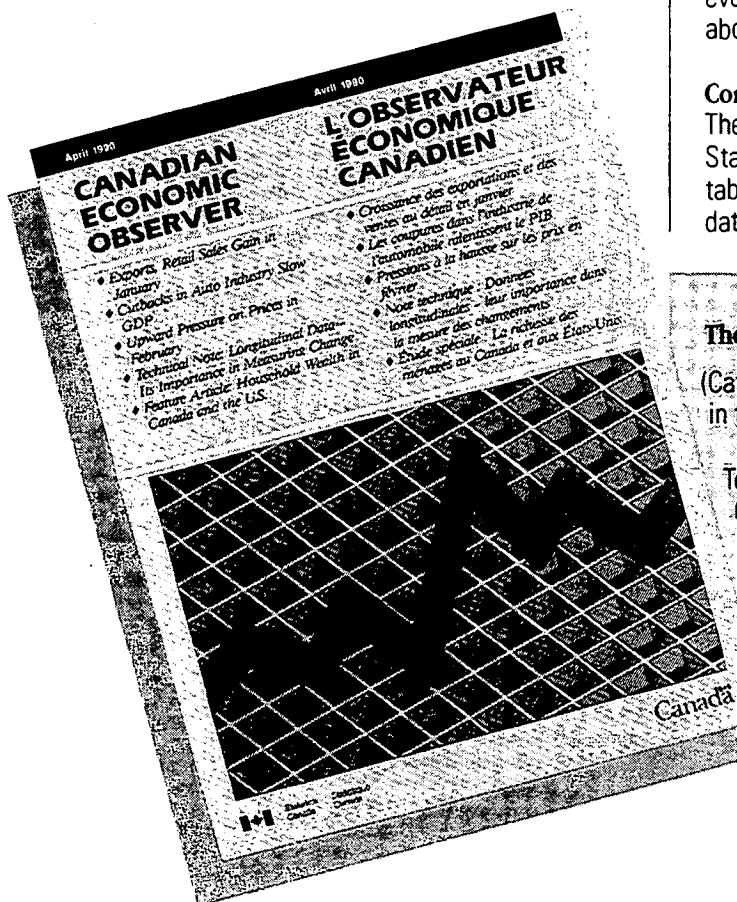 April 1990
Avril 1990
CANADIAN
ECONOMIC
OBSERVER
L'OBSERVATEUR
ÉCONOMIQUE
CANADIEN
♦ Exports, Retail Sales Gain in
January
♦ Cutbacks in Auto Industry Slow
GDP
♦ Upward Pressure on Prices in
February
♦ Technical Note: Longitudinal Data-
Its Importance in Measuring Change
♦ Feature Article: Household Wealth in
Canada and the U.S.
♦ Croissance des exportations et des
ventes au détail en janvier
♦ Les coupures dans l'industrie de
l'automobile ralentissent le PIB
♦ Pressions à la hausse sur les prix en
février
♦ Note technique : Données
longitudinales - leur importance dans
la mesure des changements
♦ Étude spéciale : La richesse des
ménages au Canada et aux États-Unis
Canada
Statistics
Canada
Statistique
Canada
abo
Cor
The
Sta
tab
dat
The
(Ca
in